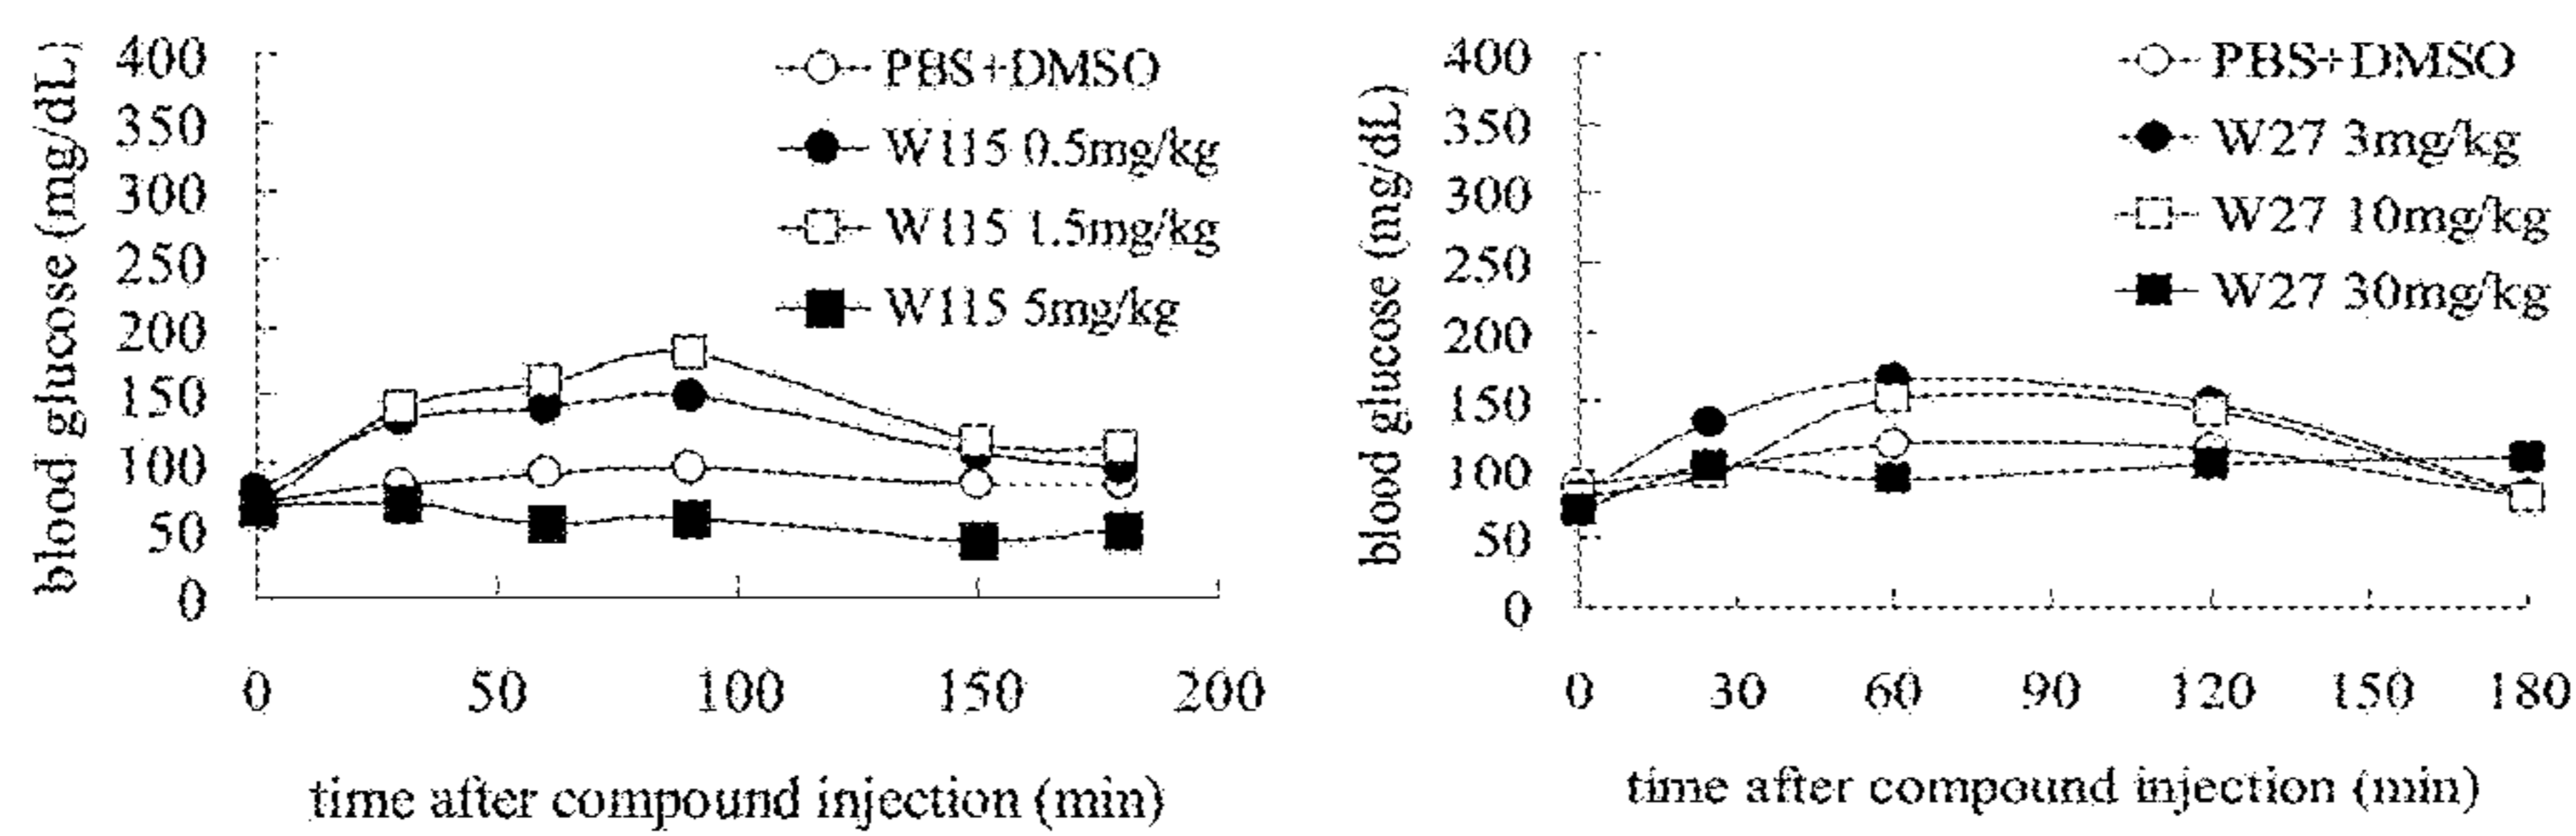 blood glucose (mg/dL)
400
350
300
250
200
150
100
50
0
0 50 100 150 200
time after compound injection (min)
PBS+DMSO
W115 0.5mg/kg
W115 1.5mg/kg
W115 5mg/kg
blood glucose (mg/dL)
400
350
300
250
200
150
100
50
0
0 30 60 90 120 150 180
time after compound injection (min)
PBS+DMSO
W27 3mg/kg
W27 10mg/kg
W27 30mg/kg